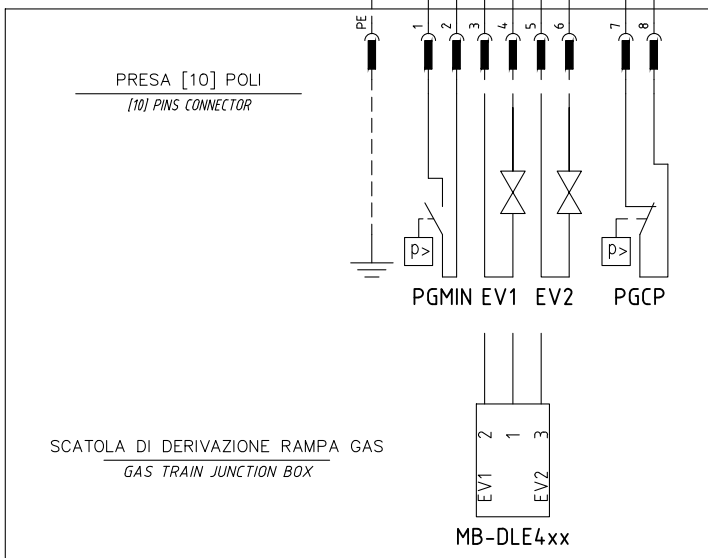 PE 1 2 3 4 5 6 7 8
PRESA [10] POLI
[10] PINS CONNECTOR
p> p>
PGMIN EV1 EV2 PGCP
2 1 3
SCATOLA DI DERIVAZIONE RAMPA GAS
GAS TRAIN JUNCTION BOX
EV1 EV2
MB-DLE4xx